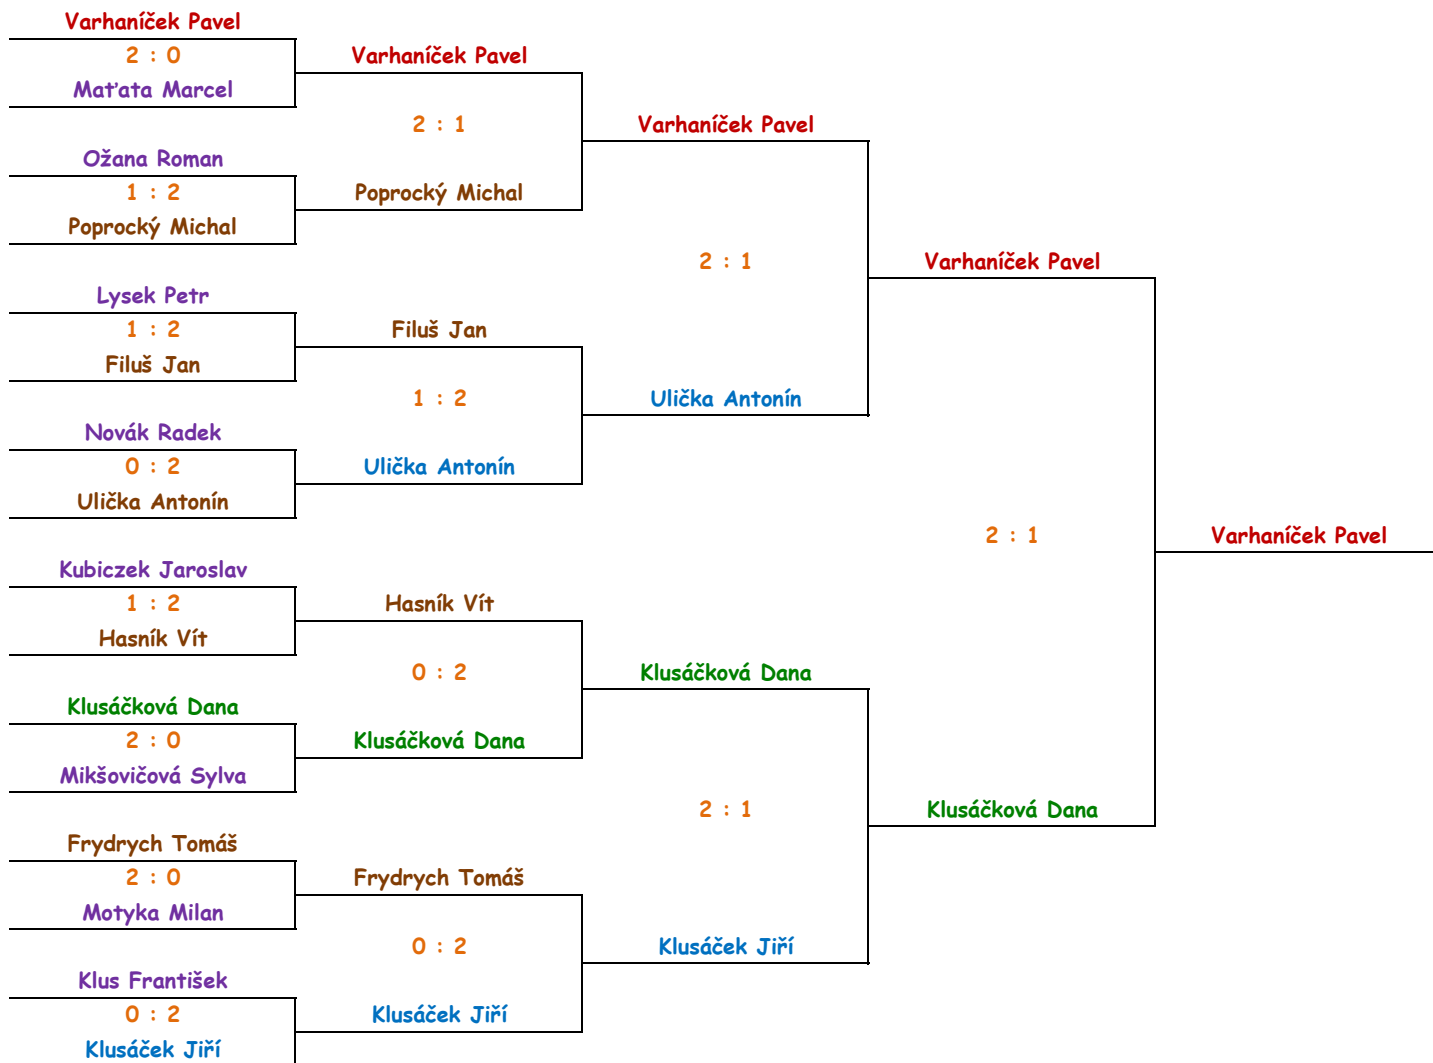 Varhaníček Pavel
2 : 0
Maťata Marcel
Ožana Roman
1 : 2
Poprocký Michal
Lysek Petr
1 : 2
Filuš Jan
Novák Radek
0 : 2
Ulička Antonín
Kubiczek Jaroslav
1 : 2
Hasník Vít
Klusáčková Dana
2 : 0
Mikšovičová Sylva
Frydrych Tomáš
2 : 0
Motyka Milan
Klus František
0 : 2
Klusáček Jiří
Varhaníček Pavel
2 : 1
Poprocký Michal
Filuš Jan
1 : 2
Ulička Antonín
Hasník Vít
0 : 2
Klusáčková Dana
Frydrych Tomáš
0 : 2
Klusáček Jiří
Varhaníček Pavel
2 : 1
Ulička Antonín
Klusáčková Dana
2 : 1
Klusáček Jiří
Varhaníček Pavel
2 : 1
Klusáčková Dana
Varhaníček Pavel